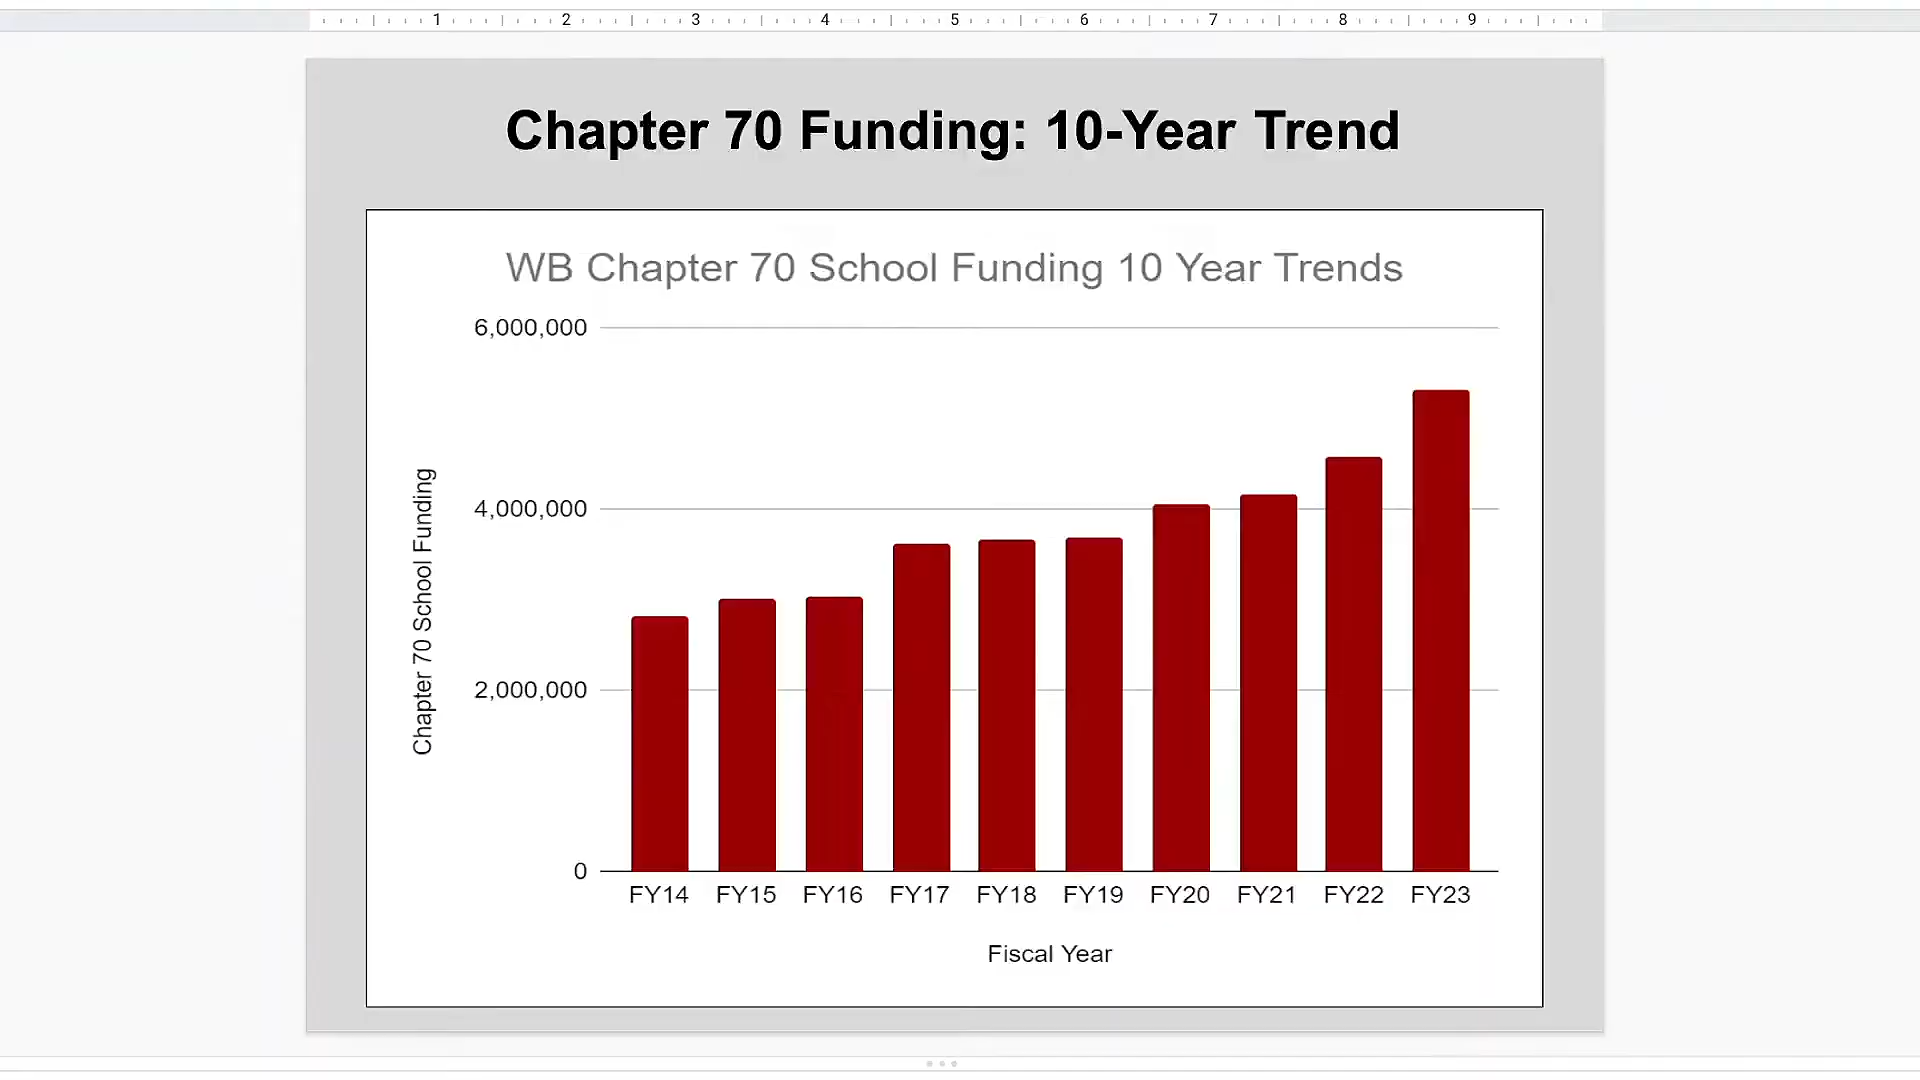 1 2 3 4 5 6 7 8 9
Chapter 70 Funding: 10-Year Trend
WB Chapter 70 School Funding 10 Year Trends
6,000,000
4,000,000
2,000,000
0
Chapter 70 School Funding
FY14 FY15 FY16 FY17 FY18 FY19 FY20 FY21 FY22 FY23
Fiscal Year